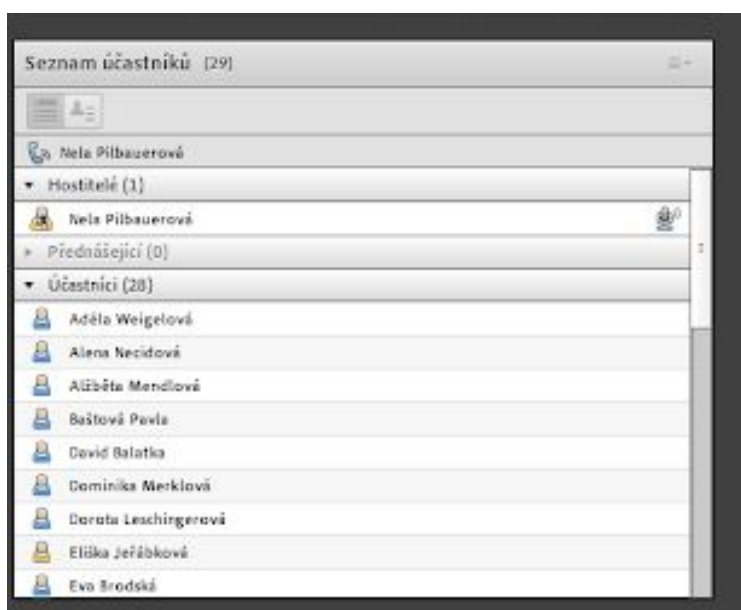 Seznam účastníků (29)
Nela Pilbauerová
Hostitelé (1)
Nela Pilbauerová
Přednášející (0)
Účastníci (28)
Adéla Weigelová
Alena Necidová
Alžběta Mendlová
Baštová Pavla
David Balatka
Dominika Merklová
Dorota Leschingerová
Eliška Jeřábková
Eva Brodská